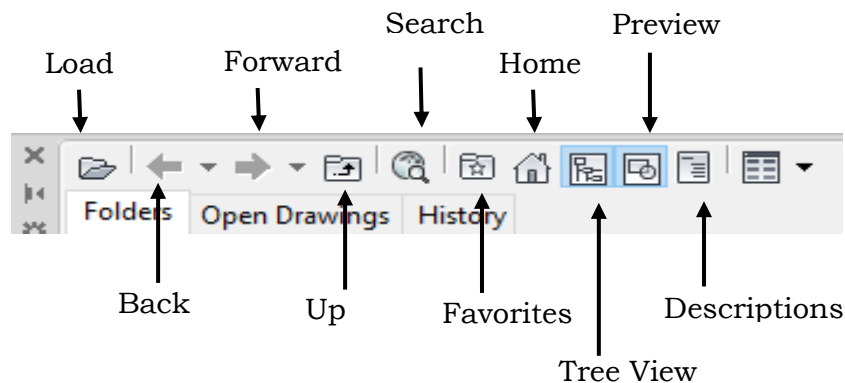 Search Preview
Load Forward Home
Folders Open Drawings History
Back Up Favorites Descriptions
Tree View